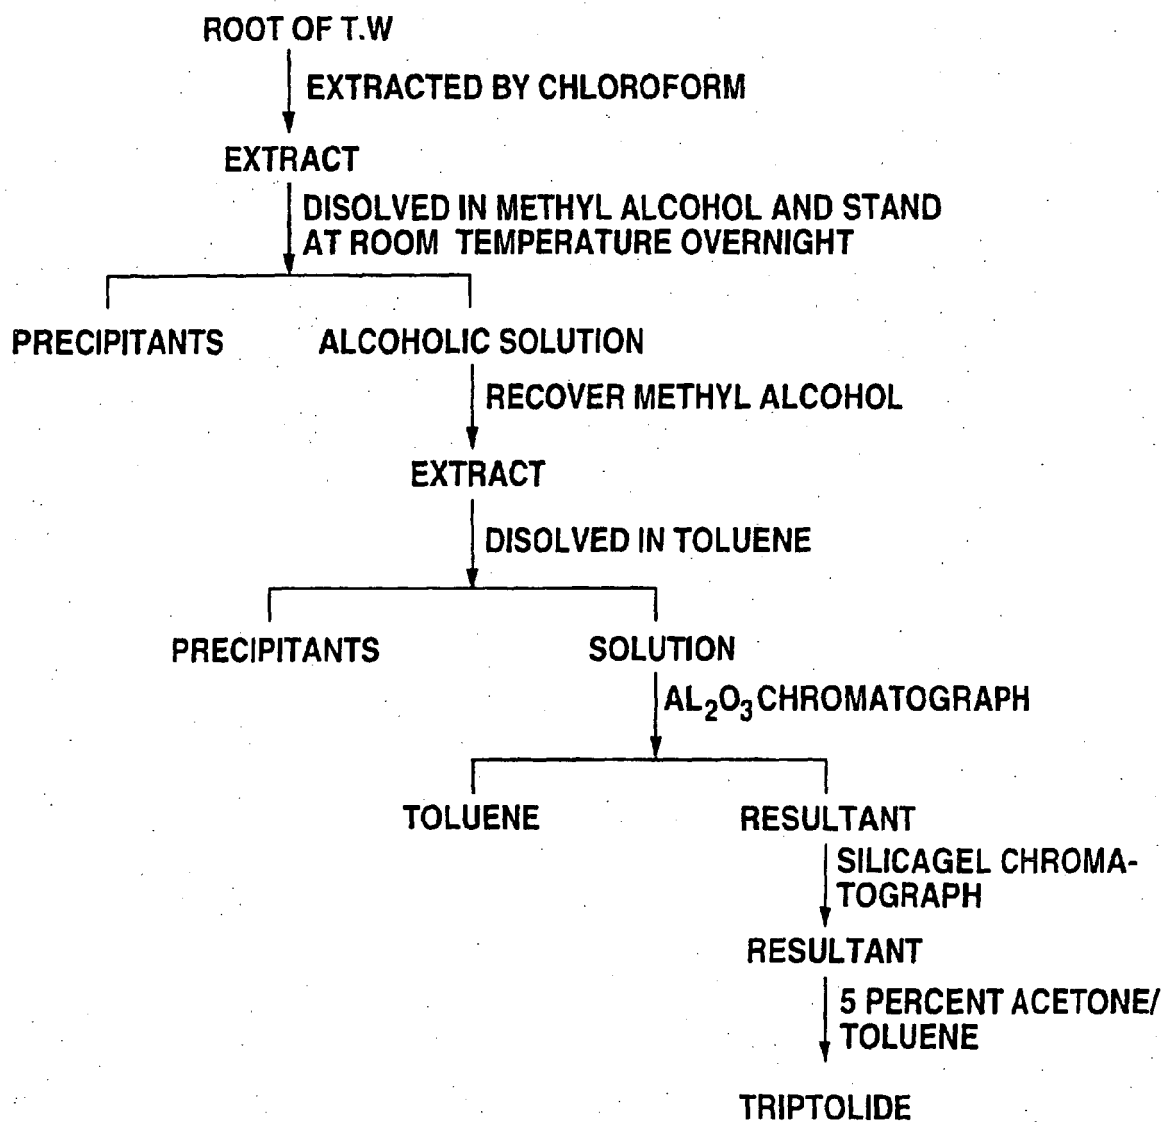 ROOT OF T.W
EXTRACTED BY CHLOROFORM
EXTRACT
DISOLVED IN METHYL ALCOHOL AND STAND
AT ROOM TEMPERATURE OVERNIGHT
PRECIPITANTS
ALCOHOLIC SOLUTION
RECOVER METHYL ALCOHOL
EXTRACT
DISOLVED IN TOLUENE
PRECIPITANTS
SOLUTION
AL₂O₃ CHROMATOGRAPH
TOLUENE
RESULTANT
SILICAGEL CHROMA-
TOGRAPH
RESULTANT
5 PERCENT ACETONE/
TOLUENE
TRIPTOLIDE